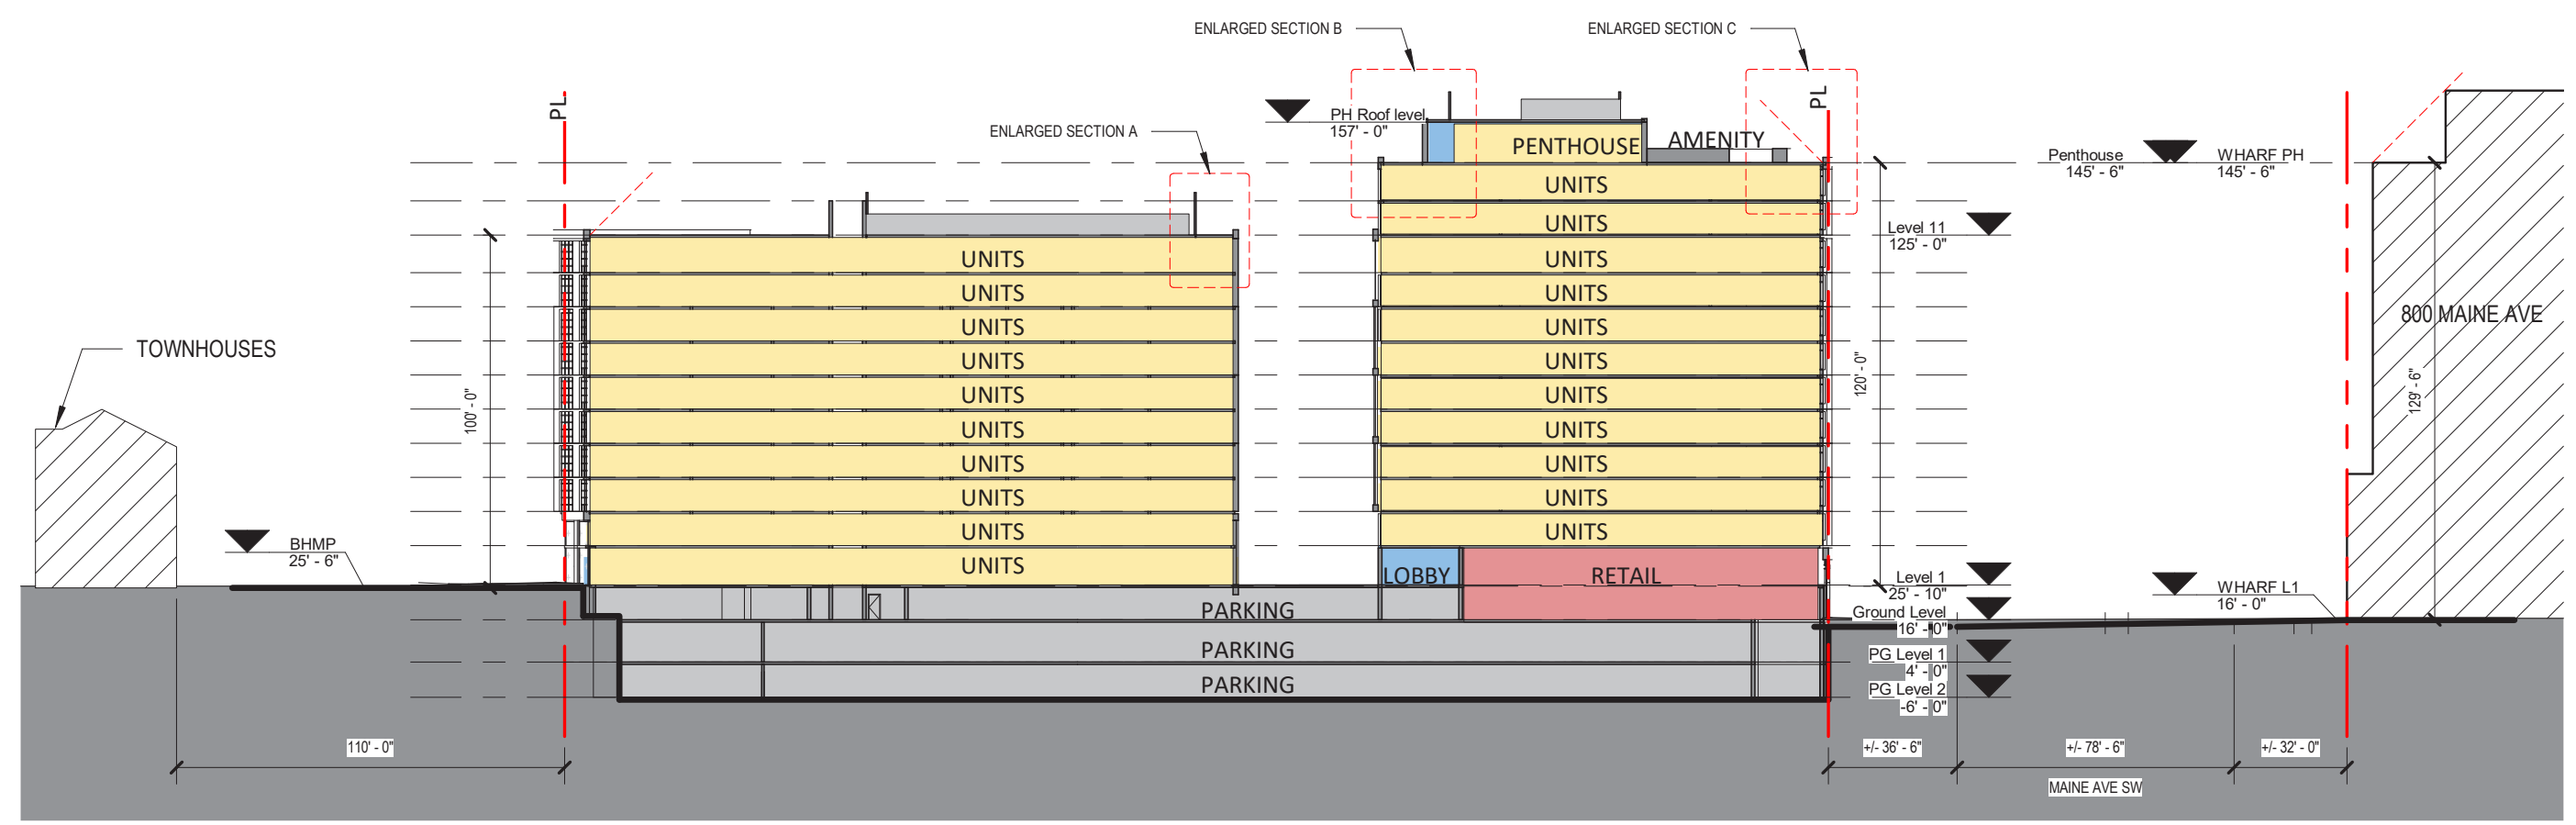 ENLARGED SECTION B
ENLARGED SECTION C
PL
PL
PH Roof level
157' - 0"
ENLARGED SECTION A
PENTHOUSE
AMENITY
Penthouse
145' - 6"
WHARF PH
145' - 6"
UNITS
UNITS
Level 11
125' - 0"
UNITS
UNITS
UNITS
UNITS
UNITS
UNITS
800 MAINE AVE
TOWNHOUSES
UNITS
UNITS
120' - 0"
100' - 0"
129' - 6"
UNITS
UNITS
UNITS
UNITS
UNITS
UNITS
UNITS
UNITS
UNITS
UNITS
BHMP
25' - 6"
UNITS
LOBBY
RETAIL
Level 1
25' - 10"
WHARF L1
16' - 0"
PARKING
Ground Level
16' - 0"
PARKING
PG Level 1
4' - 0"
PARKING
PG Level 2
-6' - 0"
110' - 0"
+/- 36' - 6"
+/- 78' - 6"
+/- 32' - 0"
MAINE AVE SW